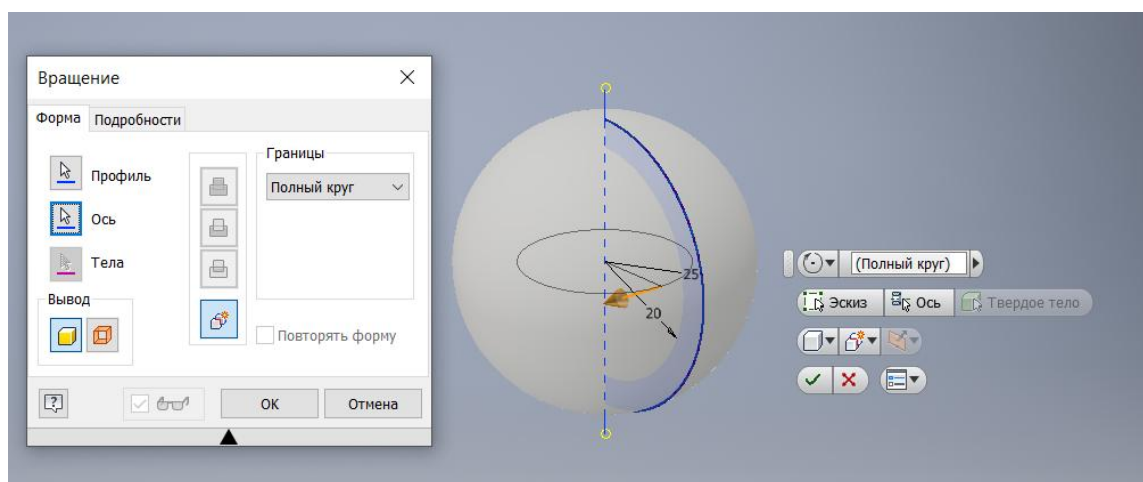 Вращение
Форма Подробности
Профиль
Ось
Тела
Вывод
Границы
Полный круг
Повторять форму
?
ОК Отмена
25
20
(Полный круг)
Эскиз Ось Твердое тело